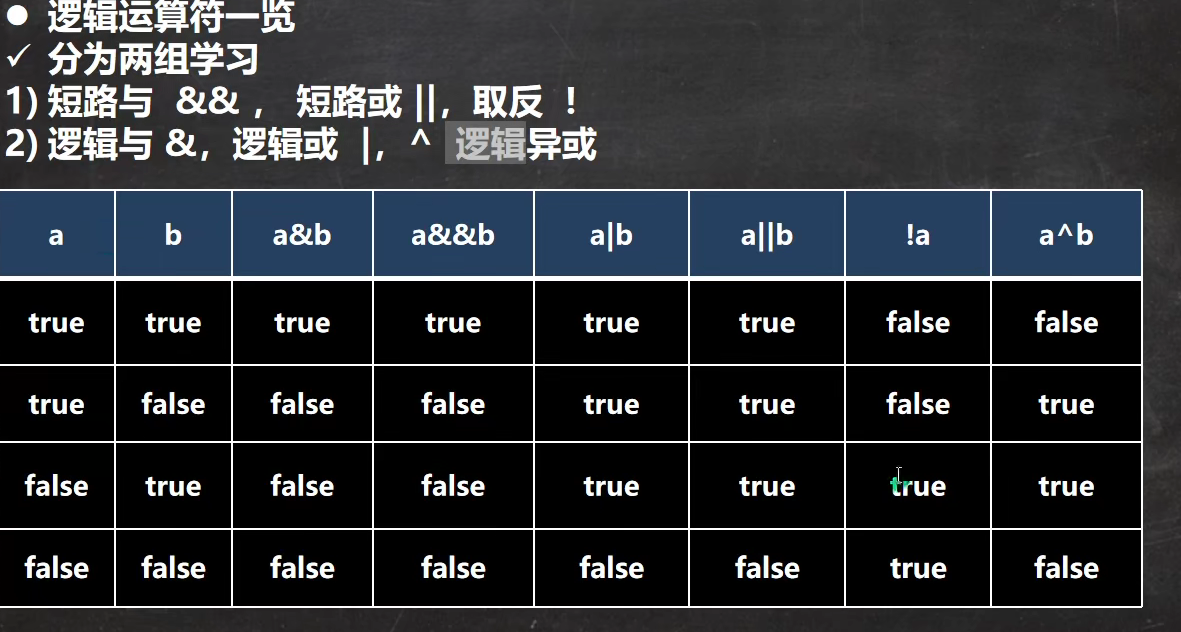 ● 逻辑运算符一览
✓ 分为两组学习
1) 短路与 && ， 短路或 ||，取反 ！
2) 逻辑与 &，逻辑或 |，^ 逻辑异或
a b a&b a&&b a|b a||b !a a^b
true true true true true true false false
true false false false true true false true
false true false false true true true true
false false false false false false true false